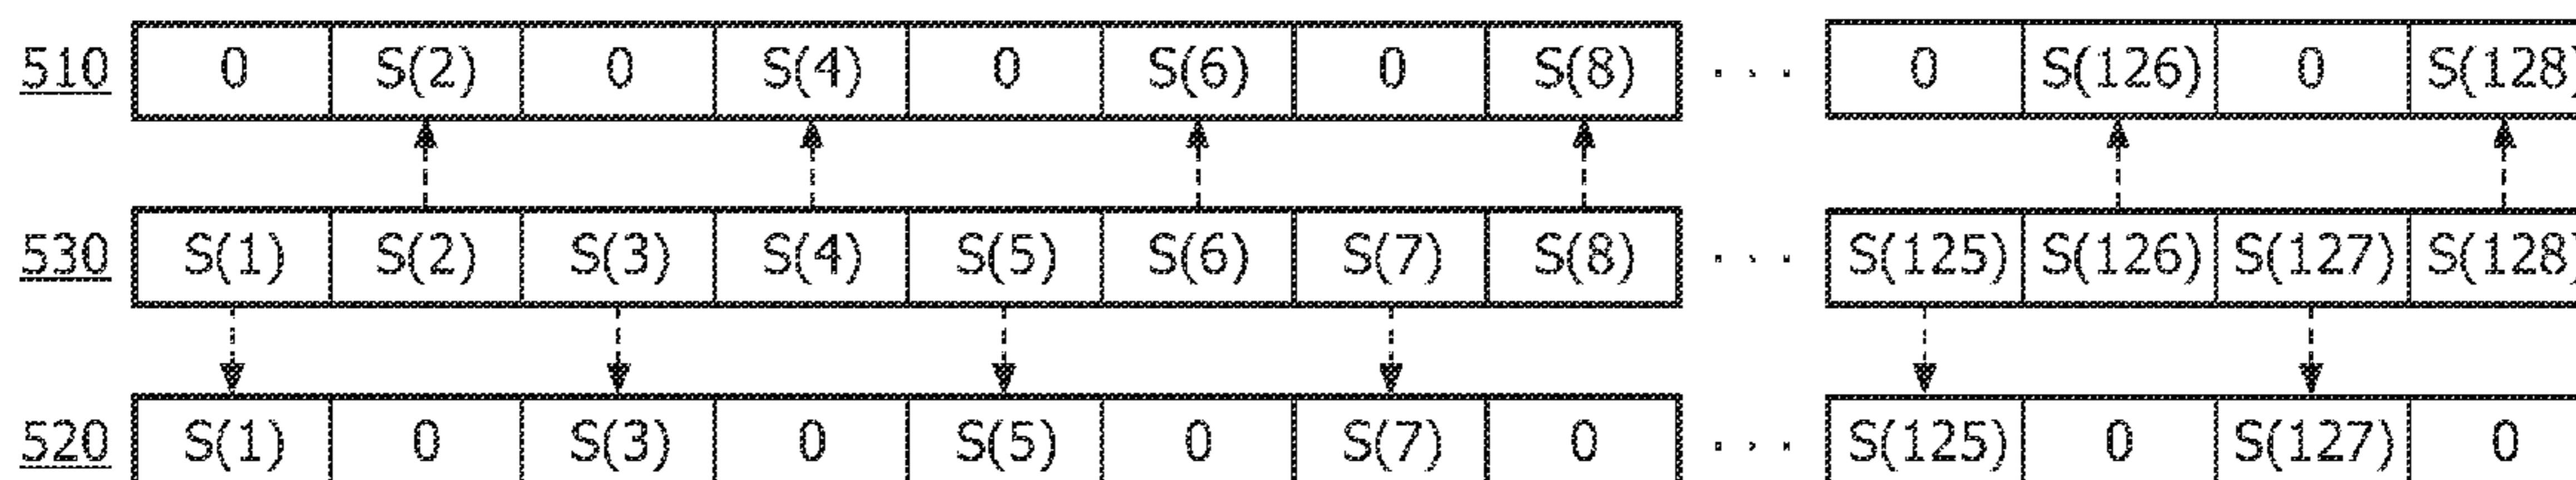 510 0 S(2) 0 S(4) 0 S(6) 0 S(8) . . . 0 S(126) 0 S(128)
530 S(1) S(2) S(3) S(4) S(5) S(6) S(7) S(8) . . . S(125) S(126) S(127) S(128)
520 S(1) 0 S(3) 0 S(5) 0 S(7) 0 . . . S(125) 0 S(127) 0